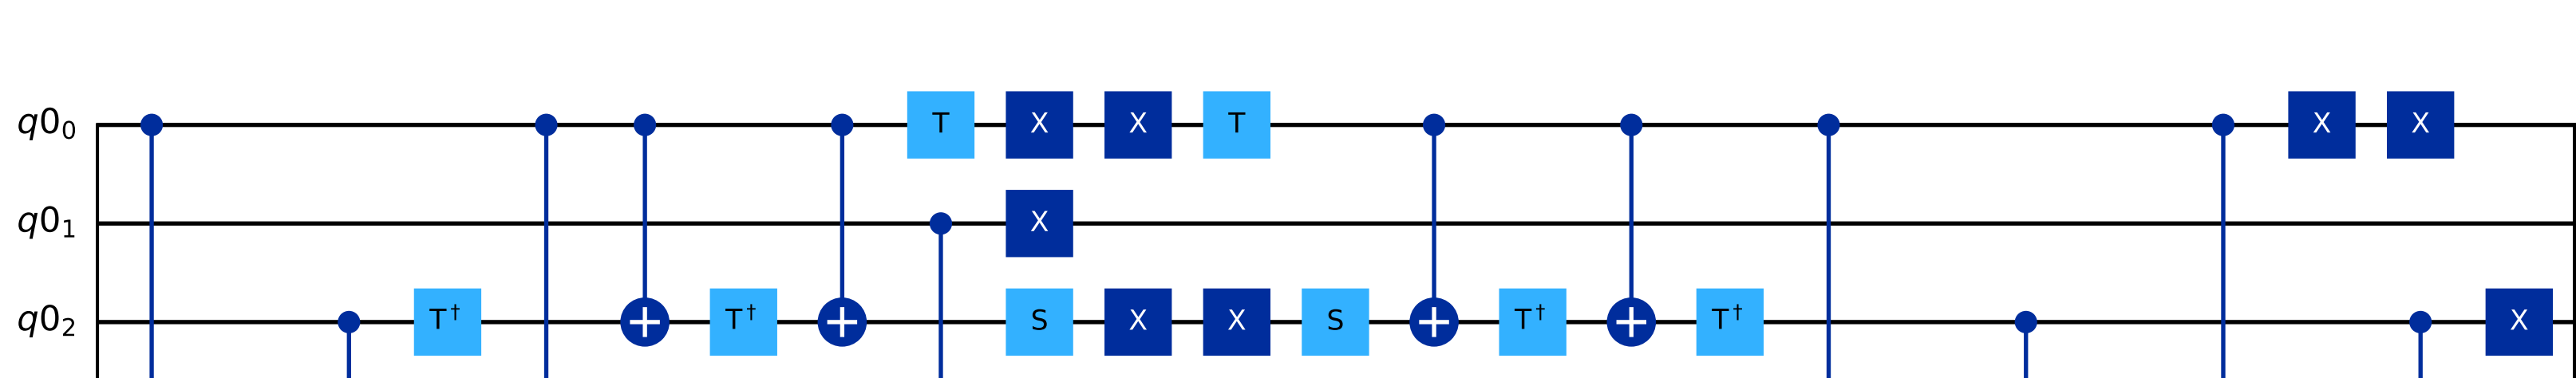 q0₀ T X X T X X
q0₁ X
q0₂ T† T† S X X S T† T† X